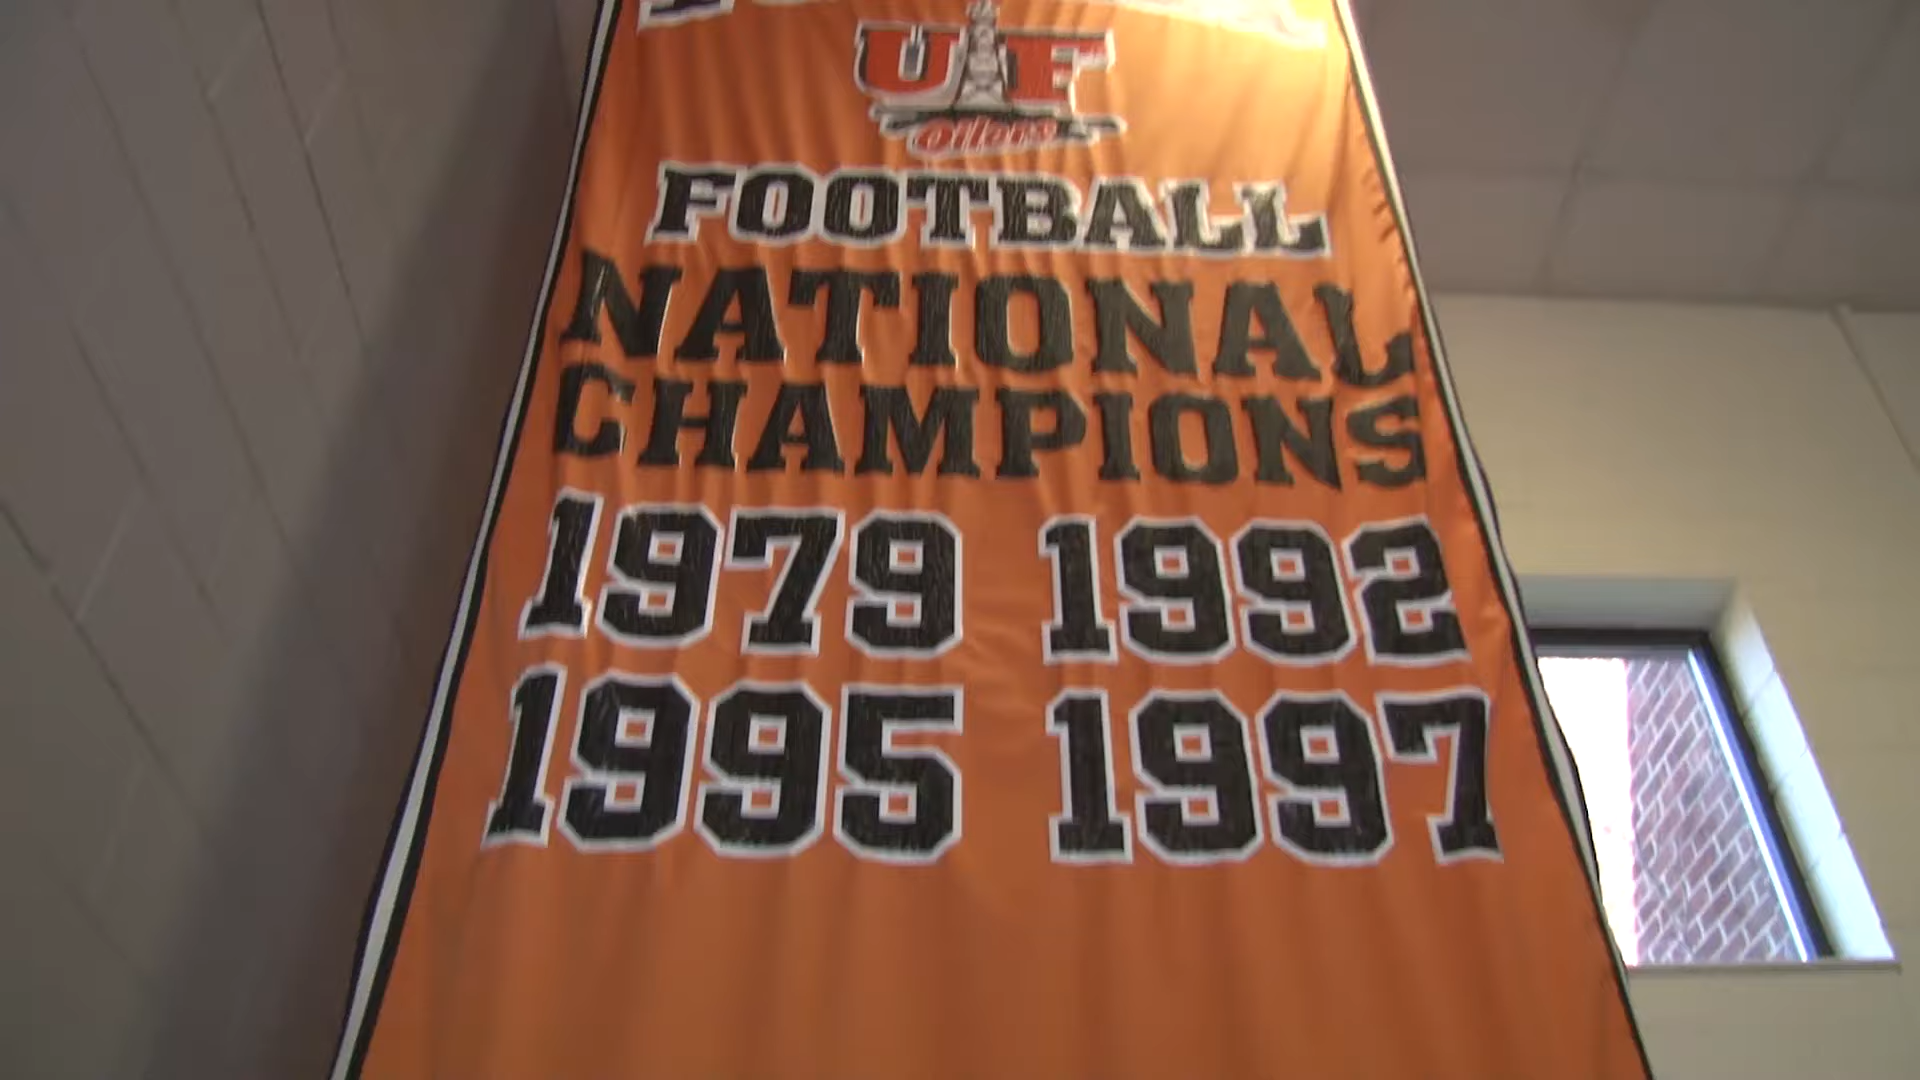 UF
Oilers
FOOTBALL
NATIONAL
CHAMPIONS
1979 1992
1995 1997